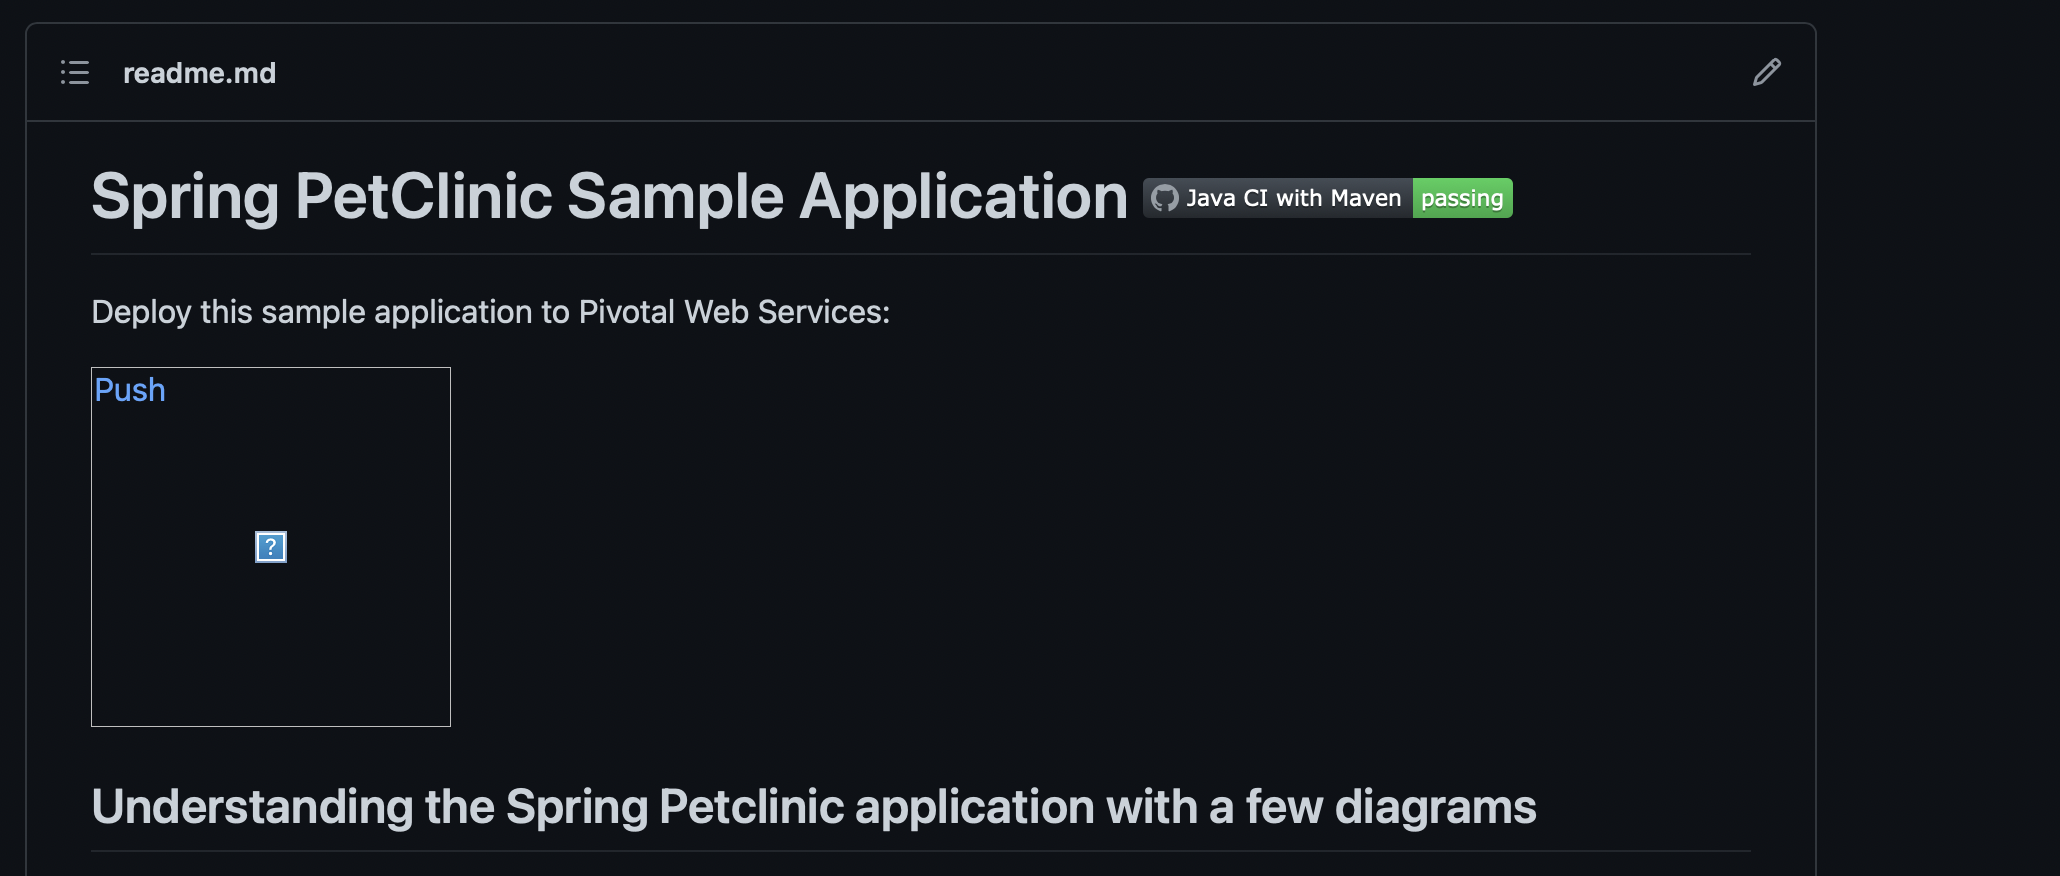 readme.md
Spring PetClinic Sample Application Java CI with Maven passing
Deploy this sample application to Pivotal Web Services:
Push
?
Understanding the Spring Petclinic application with a few diagrams